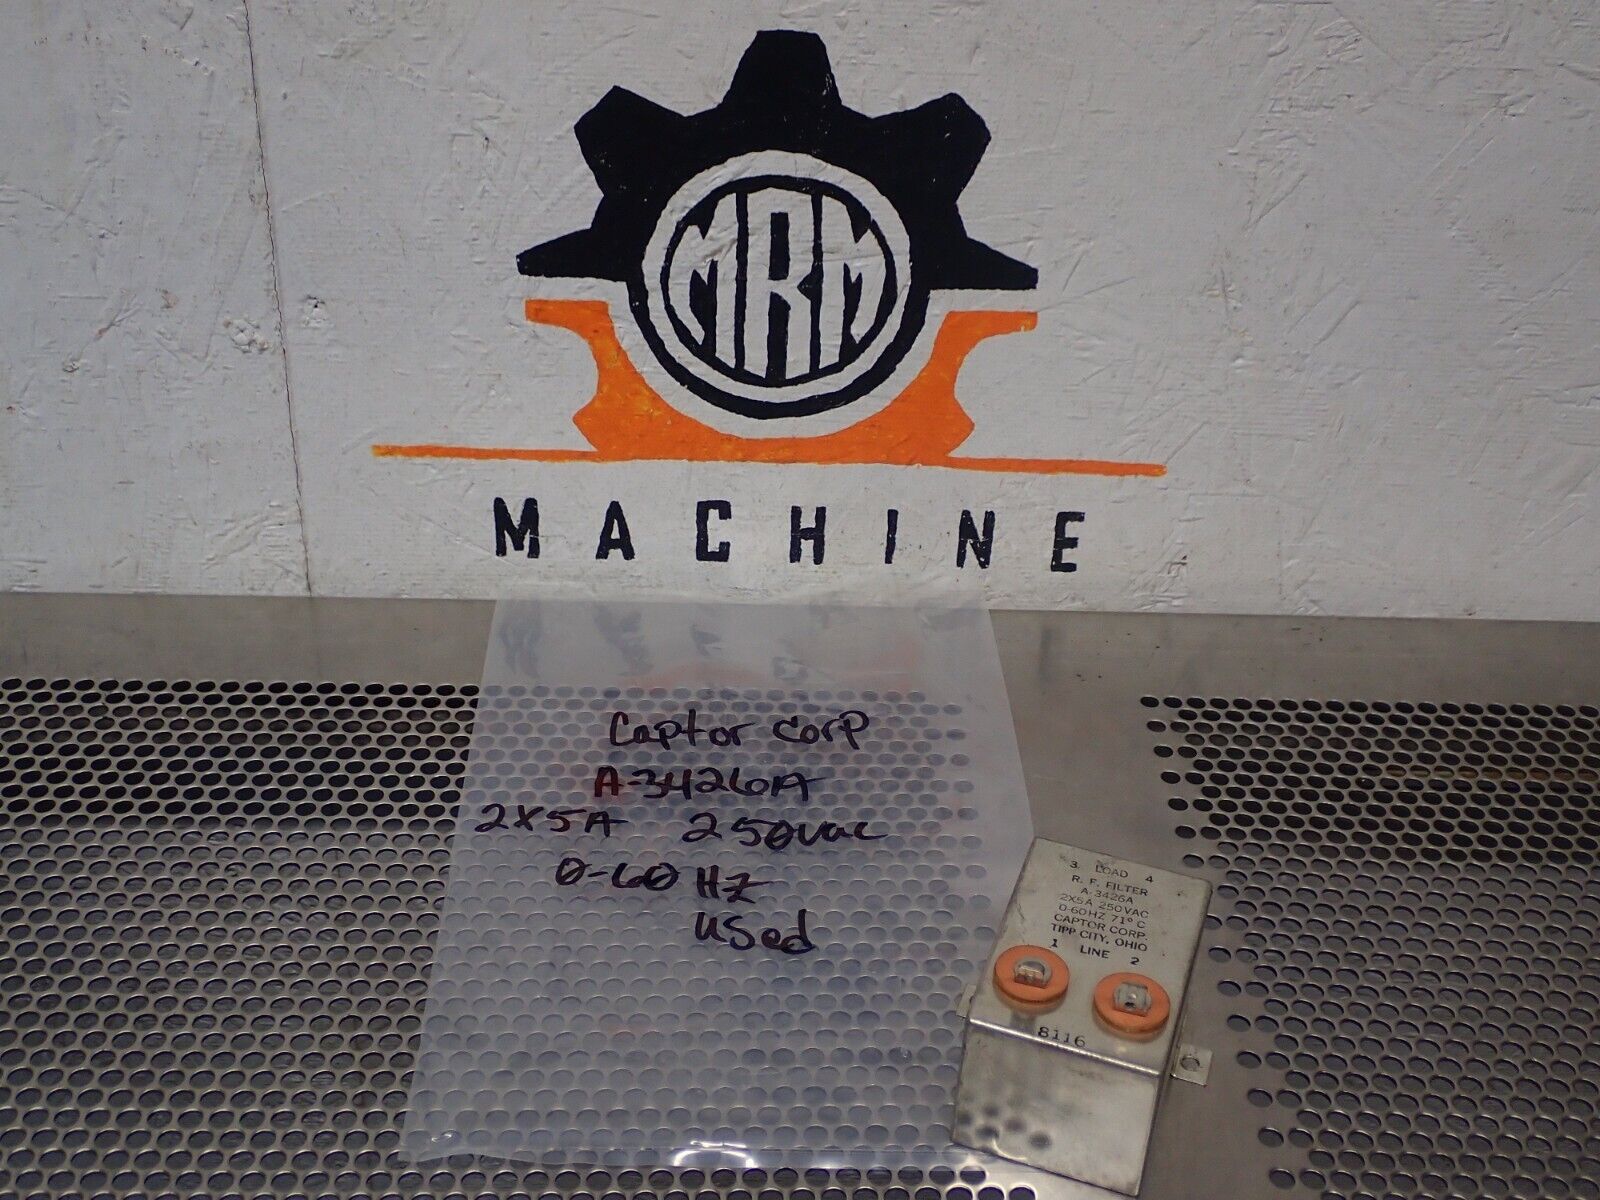 MRM
MACHINE
Captor Corp
A-3426A
2X5A 250vac
0-60 HZ
used
3 LOAD 4
R. F. FILTER
A-3426A
2X5A 250VAC
0-60HZ 71° C
CAPTOR CORP.
TIPP CITY, OHIO
1 LINE 2
8116